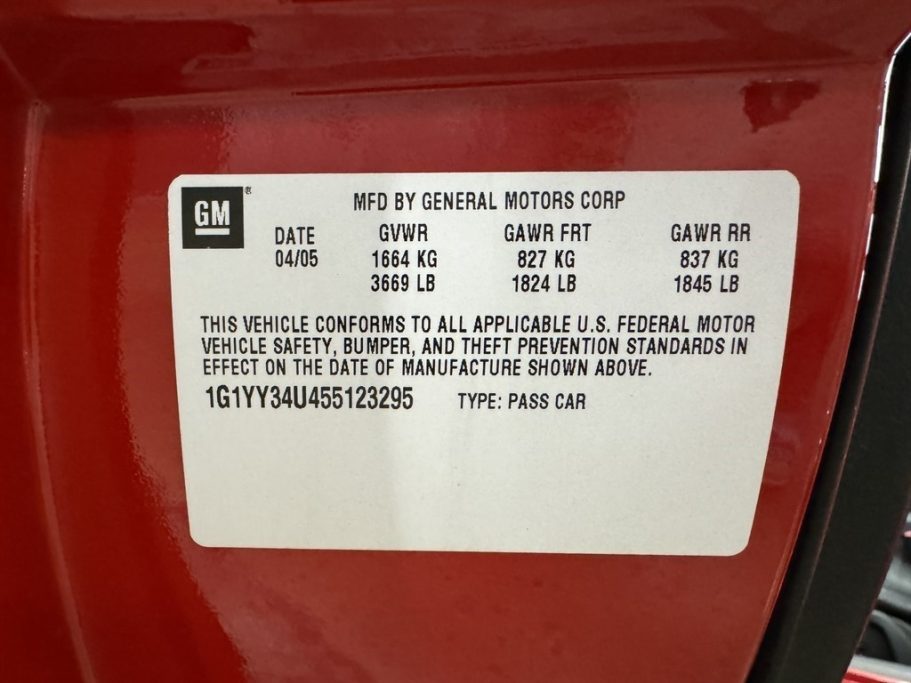 GM ®
MFD BY GENERAL MOTORS CORP
DATE GVWR GAWR FRT GAWR RR
04/05 1664 KG 827 KG 837 KG
3669 LB 1824 LB 1845 LB
THIS VEHICLE CONFORMS TO ALL APPLICABLE U.S. FEDERAL MOTOR
VEHICLE SAFETY, BUMPER, AND THEFT PREVENTION STANDARDS IN
EFFECT ON THE DATE OF MANUFACTURE SHOWN ABOVE.
1G1YY34U455123295 TYPE: PASS CAR